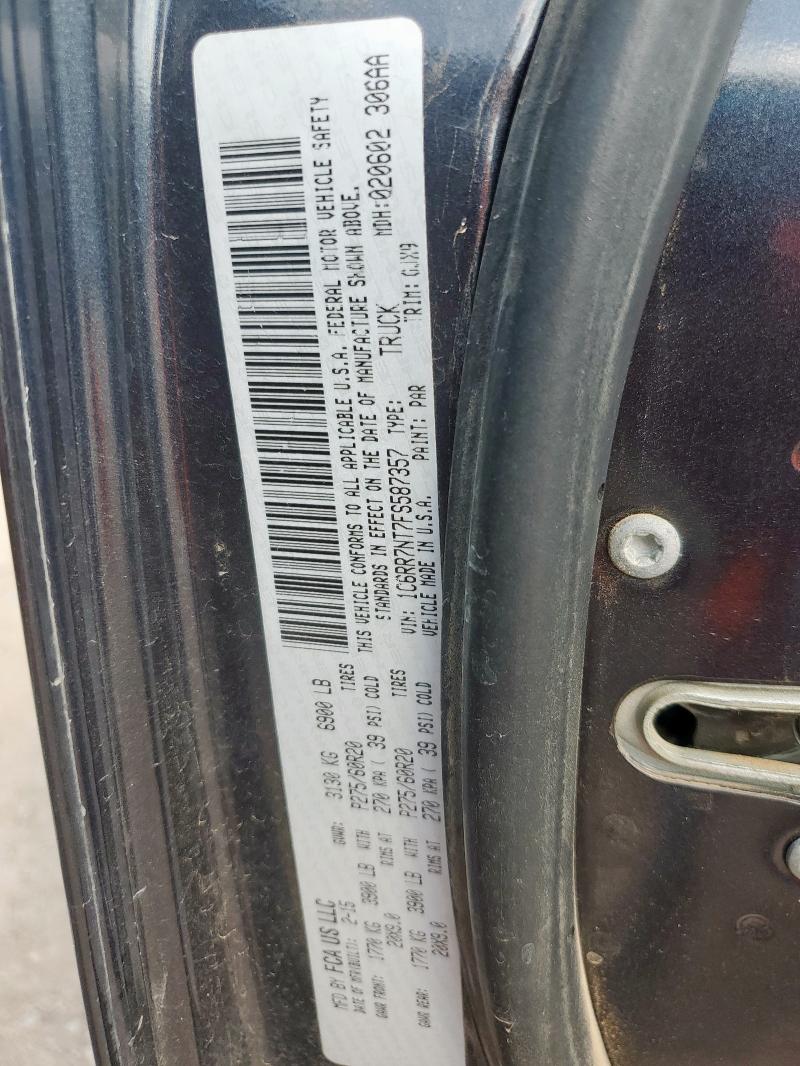 MFD BY FCA US LLC
DATE OF MFR(BUILT): 2-15 GVWR: 3130 KG 6900 LB
GAWR FRONT: 1770 KG 3900 LB WITH P275/60R20 TIRES
20X9.0 RIMS AT 270 KPA ( 39 PSI) COLD
GAWR REAR: 1770 KG 3900 LB WITH P275/60R20 TIRES
20X9.0 RIMS AT 270 KPA ( 39 PSI) COLD
THIS VEHICLE CONFORMS TO ALL APPLICABLE U.S.A. FEDERAL MOTOR VEHICLE SAFETY
STANDARDS IN EFFECT ON THE DATE OF MANUFACTURE SHOWN ABOVE.
VIN: 1C6RR7NT7FS587357 TYPE: TRUCK MDH:020602 306AA
VEHICLE MADE IN U.S.A. PAINT: PAR TRIM: GJX9